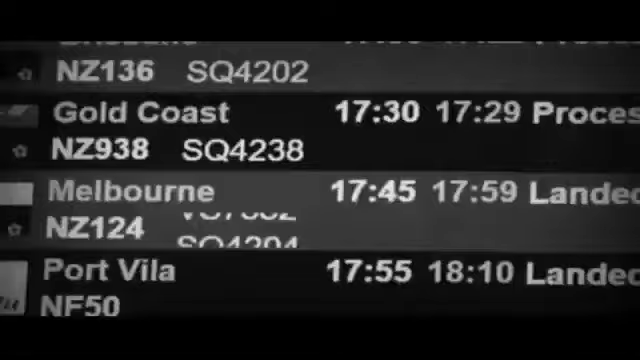 Brisbane
NZ136 SQ4202
Gold Coast 17:30 17:29 Proces
NZ938 SQ4238
Melbourne 17:45 17:59 Landed
NZ124
Port Vila 17:55 18:10 Landed
NF50